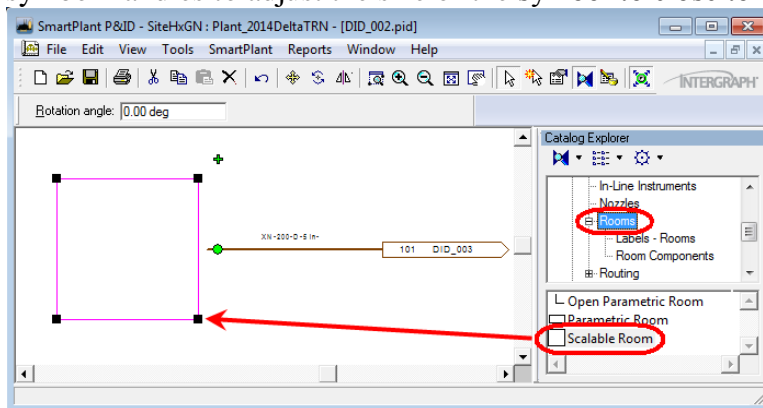 SmartPlant P&ID - SiteHxGN : Plant_2014DeltaTRN - [DID_002.pid]
File Edit View Tools SmartPlant Reports Window Help
INTERGRAPH
Rotation angle: 0.00 deg
Catalog Explorer
In-Line Instruments
Nozzles
Rooms
Labels - Rooms
Room Components
Routing
XN-200-D-5 In-
101 DID_003
Open Parametric Room
Parametric Room
Scalable Room